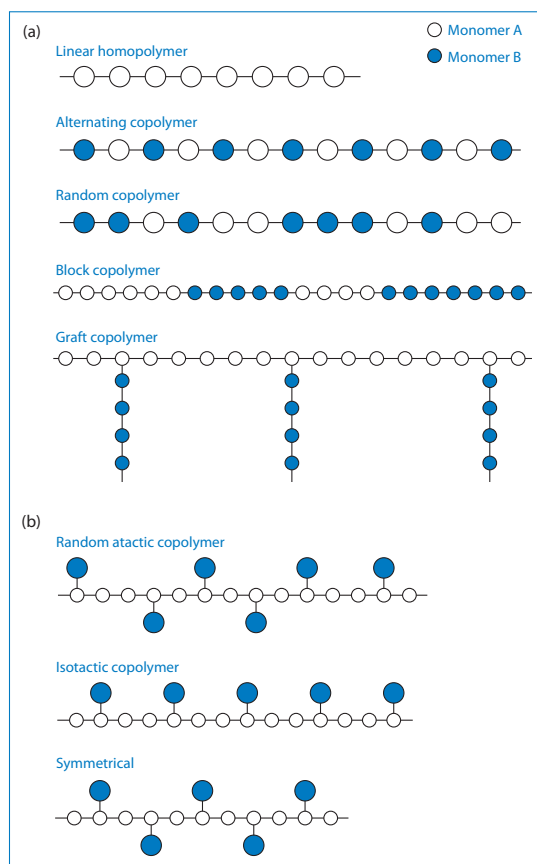 (a)
Monomer A
Monomer B
Linear homopolymer
Alternating copolymer
Random copolymer
Block copolymer
Graft copolymer
(b)
Random atactic copolymer
Isotactic copolymer
Symmetrical